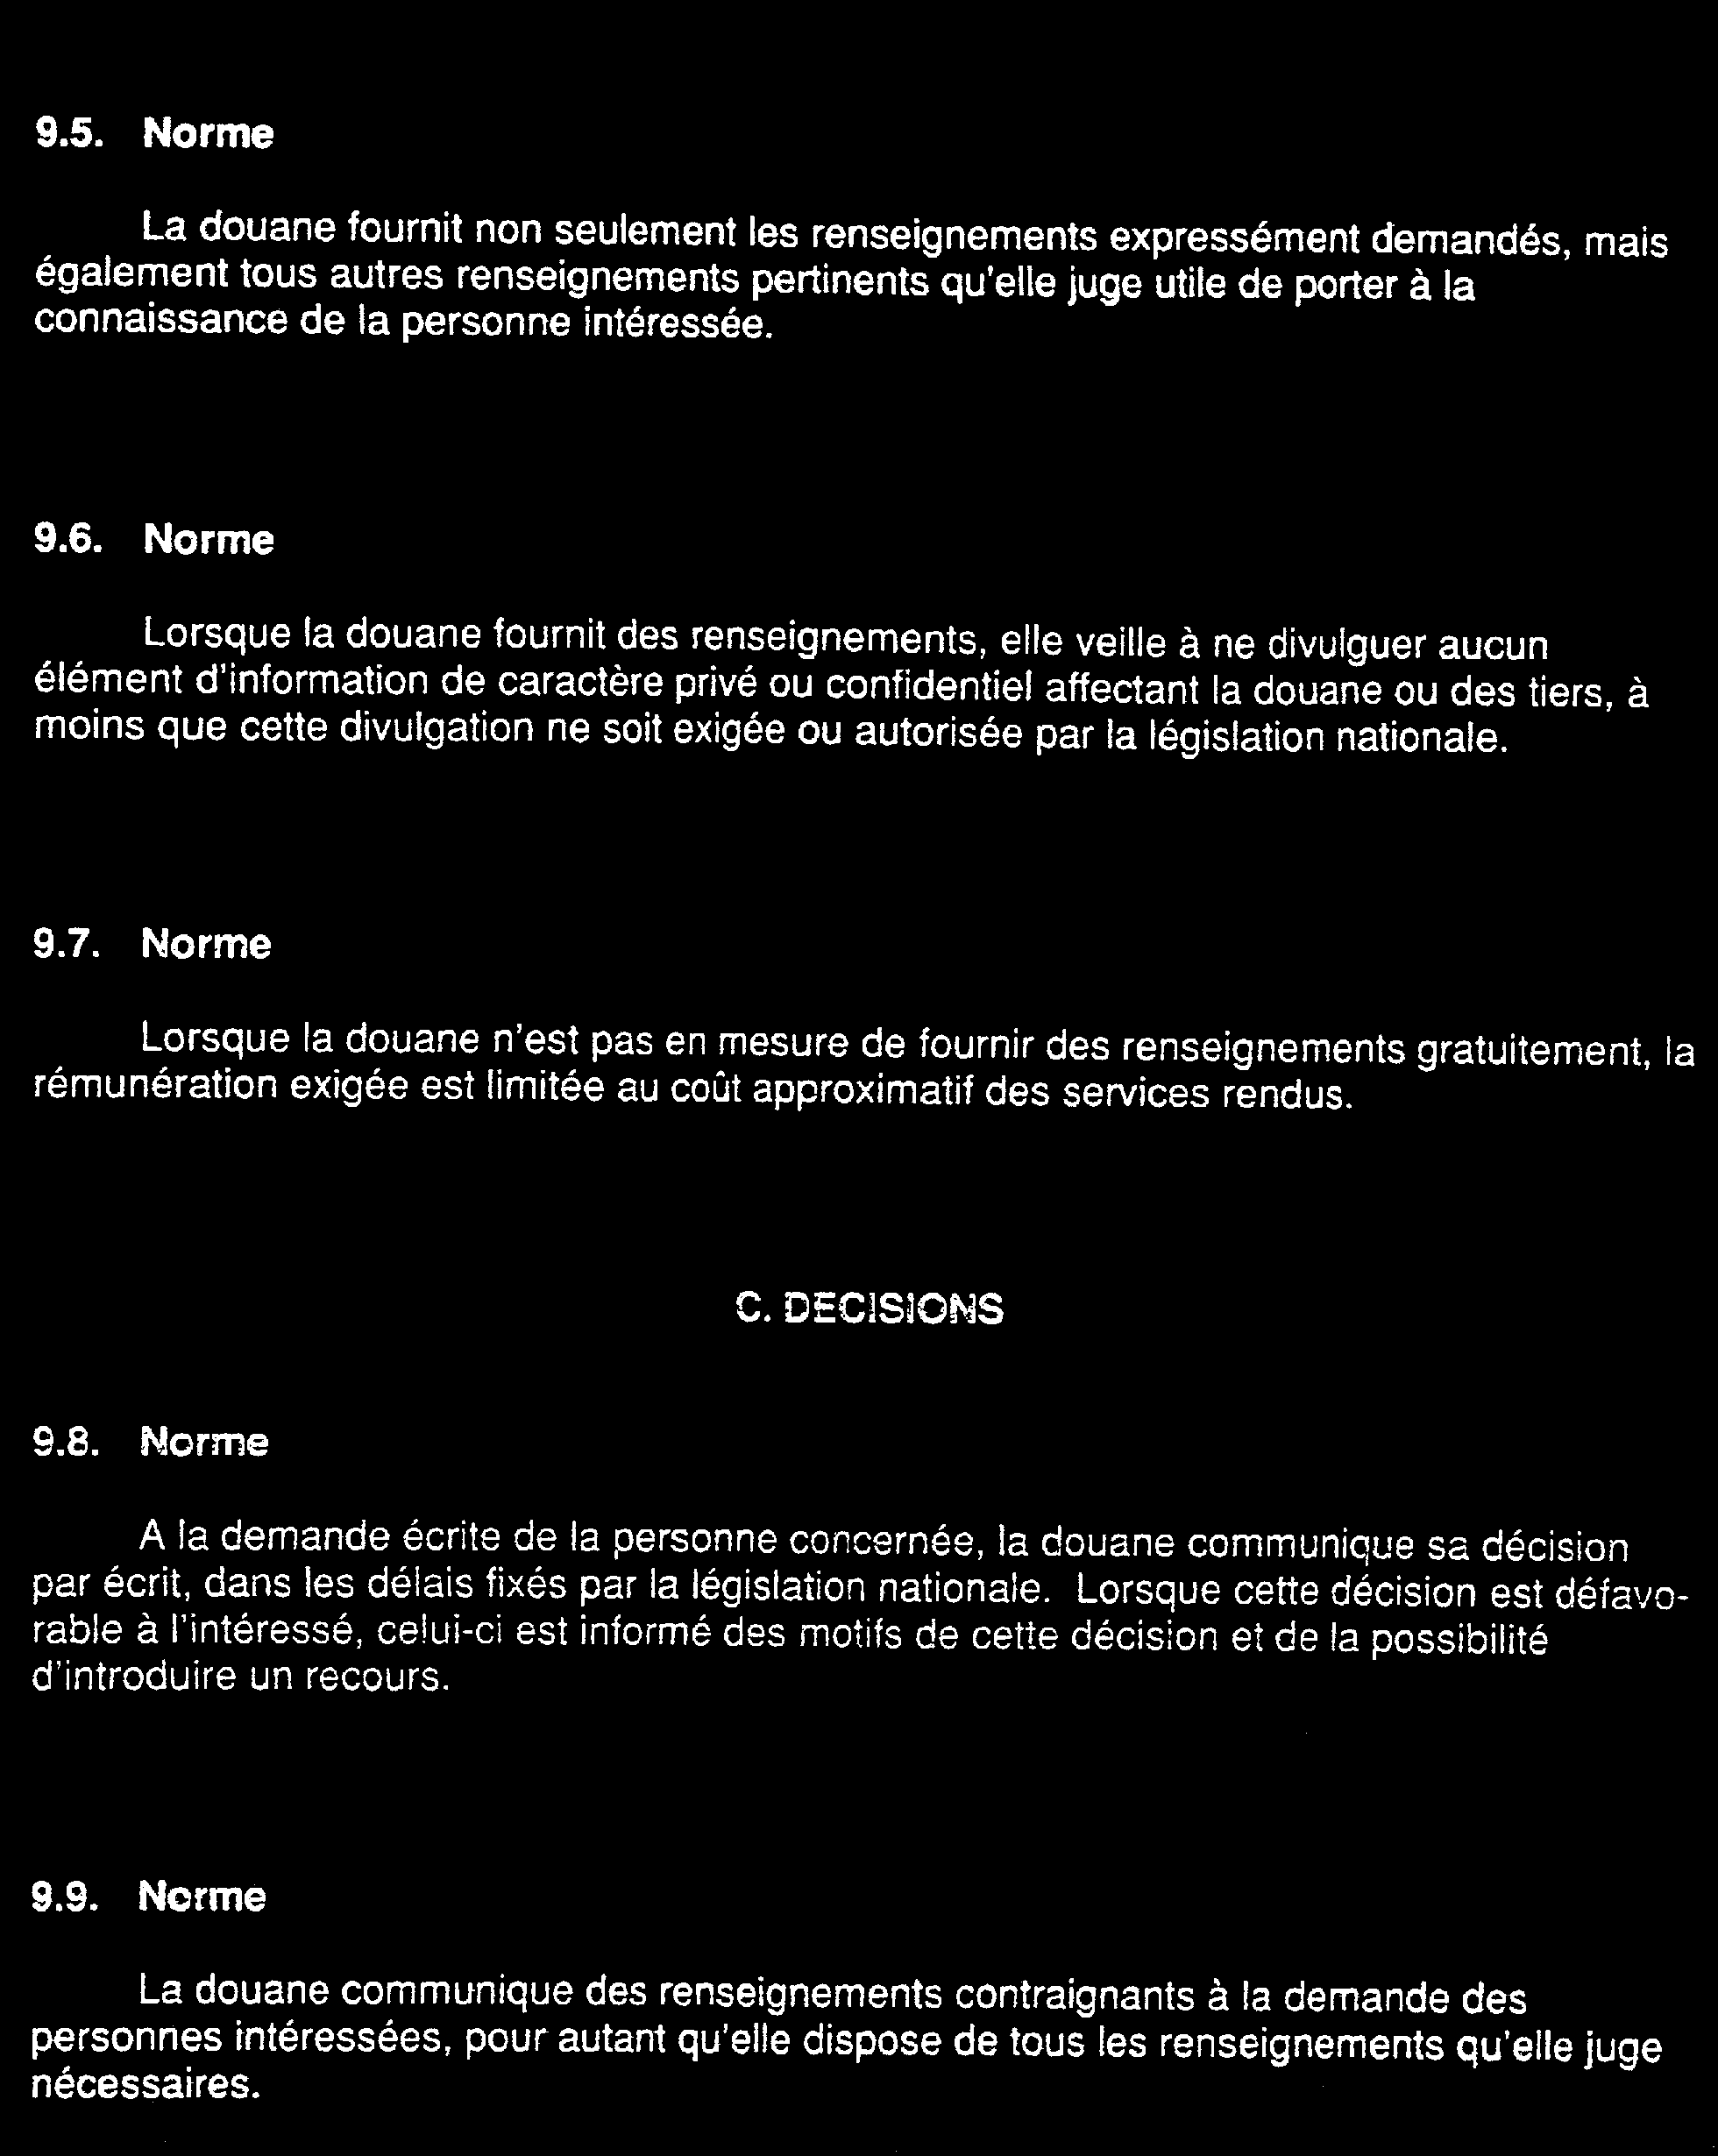 9.5. Norme
La douane fournit non seulement les renseignements expressément demandés, mais
également tous autres renseignements pertinents qu'elle juge utile de porter à la
connaissance de la personne intéressée.
9.6. Norme
Lorsque la douane fournit des renseignements, elle veille à ne divulguer aucun
élément d'information de caractère privé ou confidentiel affectant la douane ou des tiers, à
moins que cette divulgation ne soit exigée ou autorisée par la législation nationale.
9.7. Norme
Lorsque la douane n'est pas en mesure de fournir des renseignements gratuitement, la
rémunération exigée est limitée au coût approximatif des services rendus.
C. DECISIONS
9.8. Norme
A la demande écrite de la personne concernée, la douane communique sa décision
par écrit, dans les délais fixés par la législation nationale. Lorsque cette décision est défavo-
rable à l'intéressé, celui-ci est informé des motifs de cette décision et de la possibilité
d'introduire un recours.
9.9. Norme
La douane communique des renseignements contraignants à la demande des
personnes intéressées, pour autant qu'elle dispose de tous les renseignements qu'elle juge
nécessaires.